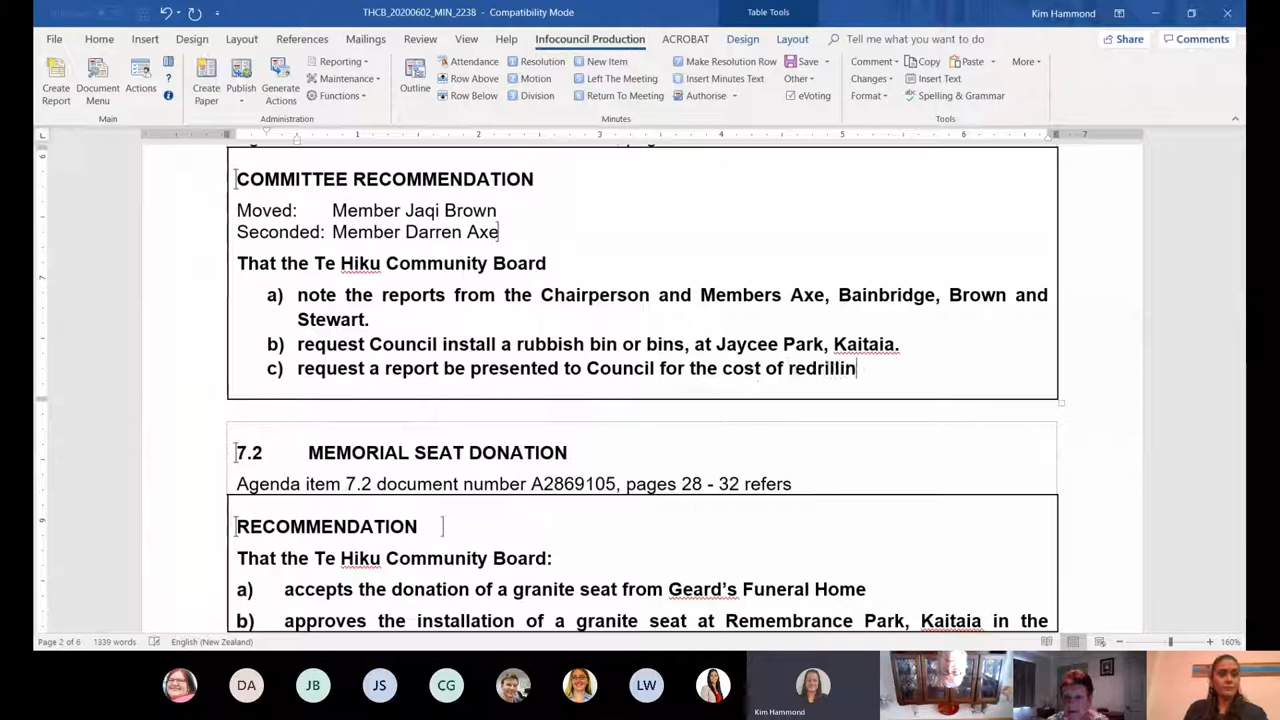 THCB_20200602_MIN_2238 - Compatibility Mode
Table Tools
Kim Hammond
File Home Insert Design Layout References Mailings Review View Help Infocouncil Production ACROBAT Design Layout Tell me what you want to do Share Comments
Attendance Resolution New Item Make Resolution Row Save Comment Copy Paste More
Reporting
Create Report Document Menu Actions Create Paper Publish Generate Actions Outline
Maintenance Row Above Motion Left The Meeting Insert Minutes Text Other Changes Insert Text
Functions Row Below Division Return To Meeting Authorise eVoting Format Spelling & Grammar
Main Administration Minutes Tools
1 2 3 4 5 6 7
COMMITTEE RECOMMENDATION
Moved: Member Jaqi Brown
Seconded: Member Darren Axe
That the Te Hiku Community Board
a) note the reports from the Chairperson and Members Axe, Bainbridge, Brown and
Stewart.
b) request Council install a rubbish bin or bins, at Jaycee Park, Kaitaia.
c) request a report be presented to Council for the cost of redrillin
7.2 MEMORIAL SEAT DONATION
Agenda item 7.2 document number A2869105, pages 28 - 32 refers
RECOMMENDATION
That the Te Hiku Community Board:
a) accepts the donation of a granite seat from Geard's Funeral Home
b) approves the installation of a granite seat at Remembrance Park, Kaitaia in the
Page 2 of 6 1339 words English (New Zealand) 160%
DA JB JS CG LW
Kim Hammond